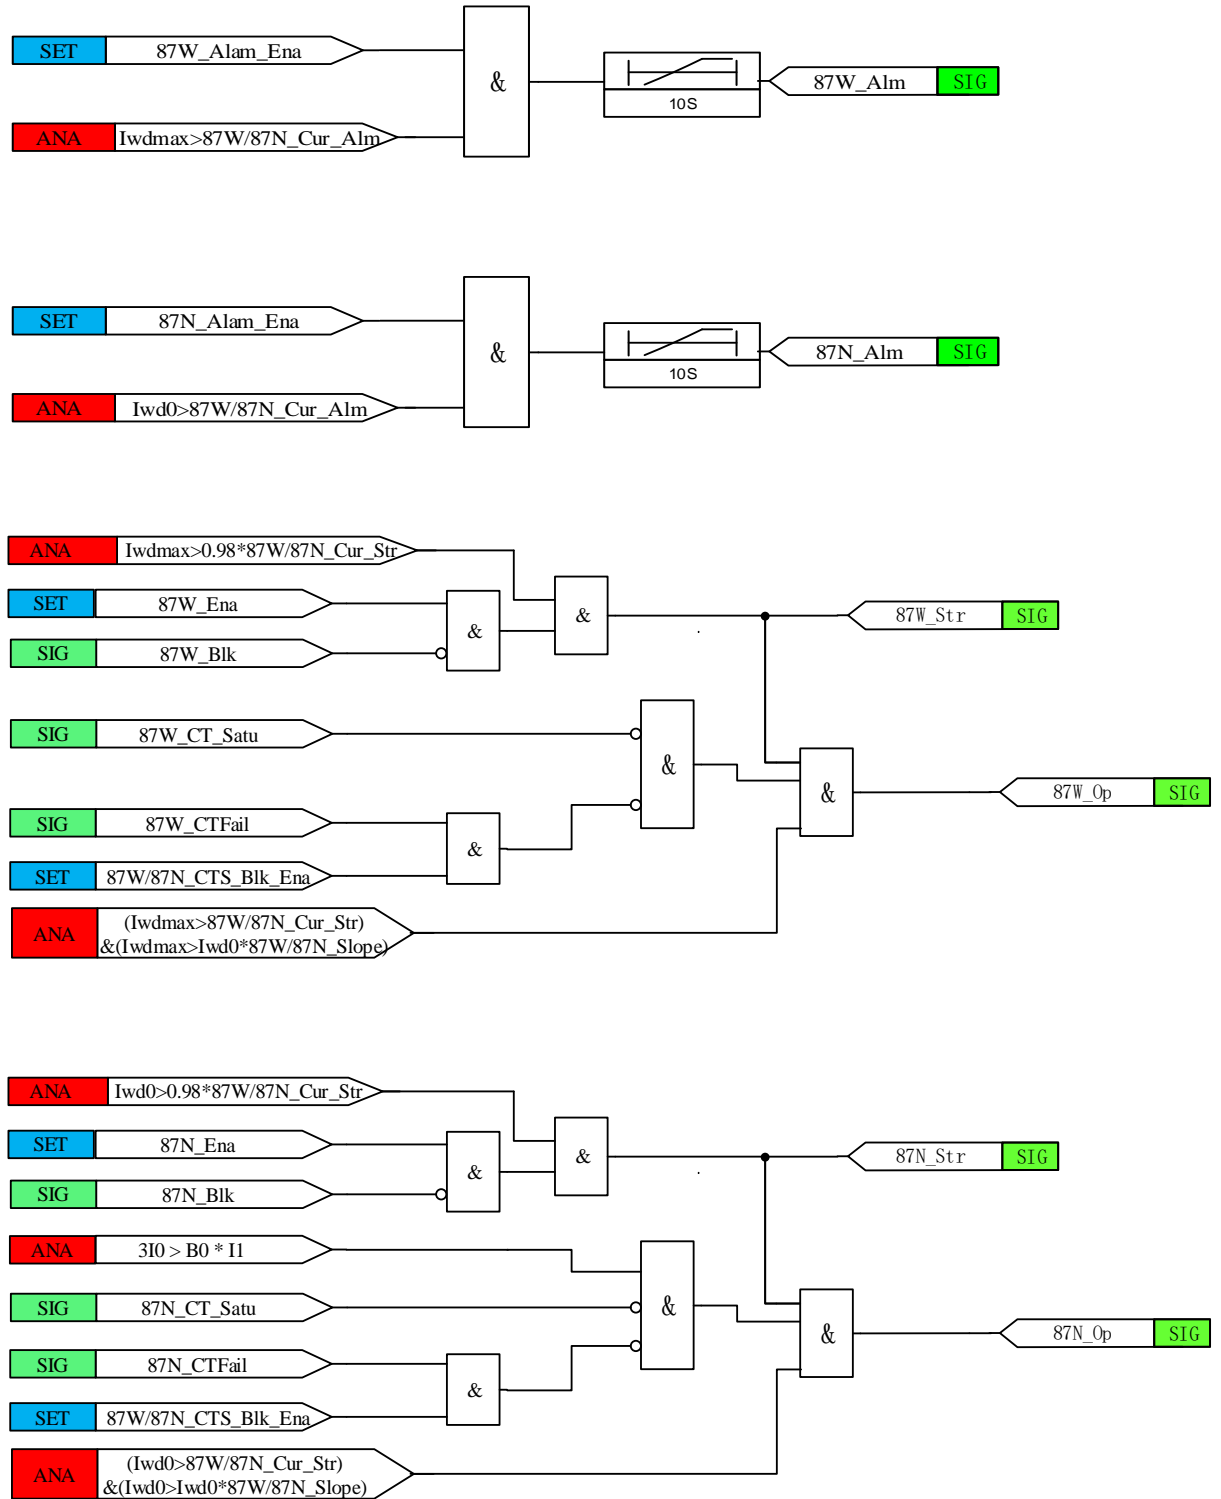 SET 87W_Alam_Ena
&
10S
87W_Alm SIG
ANA Iwdmax>87W/87N_Cur_Alm
SET 87N_Alam_Ena
&
10S
87N_Alm SIG
ANA Iwd0>87W/87N_Cur_Alm
ANA Iwdmax>0.98*87W/87N_Cur_Str
SET 87W_Ena
&
&
87W_Str SIG
SIG 87W_Blk
SIG 87W_CT_Satu
&
&
87W_Op SIG
SIG 87W_CTFail
&
SET 87W/87N_CTS_Blk_Ena
ANA (Iwdmax>87W/87N_Cur_Str)
&(Iwdmax>Iwd0*87W/87N_Slope)
ANA Iwd0>0.98*87W/87N_Cur_Str
SET 87N_Ena
&
&
87N_Str SIG
SIG 87N_Blk
ANA 3I0 > B0 * I1
SIG 87N_CT_Satu
&
&
87N_Op SIG
SIG 87N_CTFail
&
SET 87W/87N_CTS_Blk_Ena
ANA (Iwd0>87W/87N_Cur_Str)
&(Iwd0>Iwd0*87W/87N_Slope)